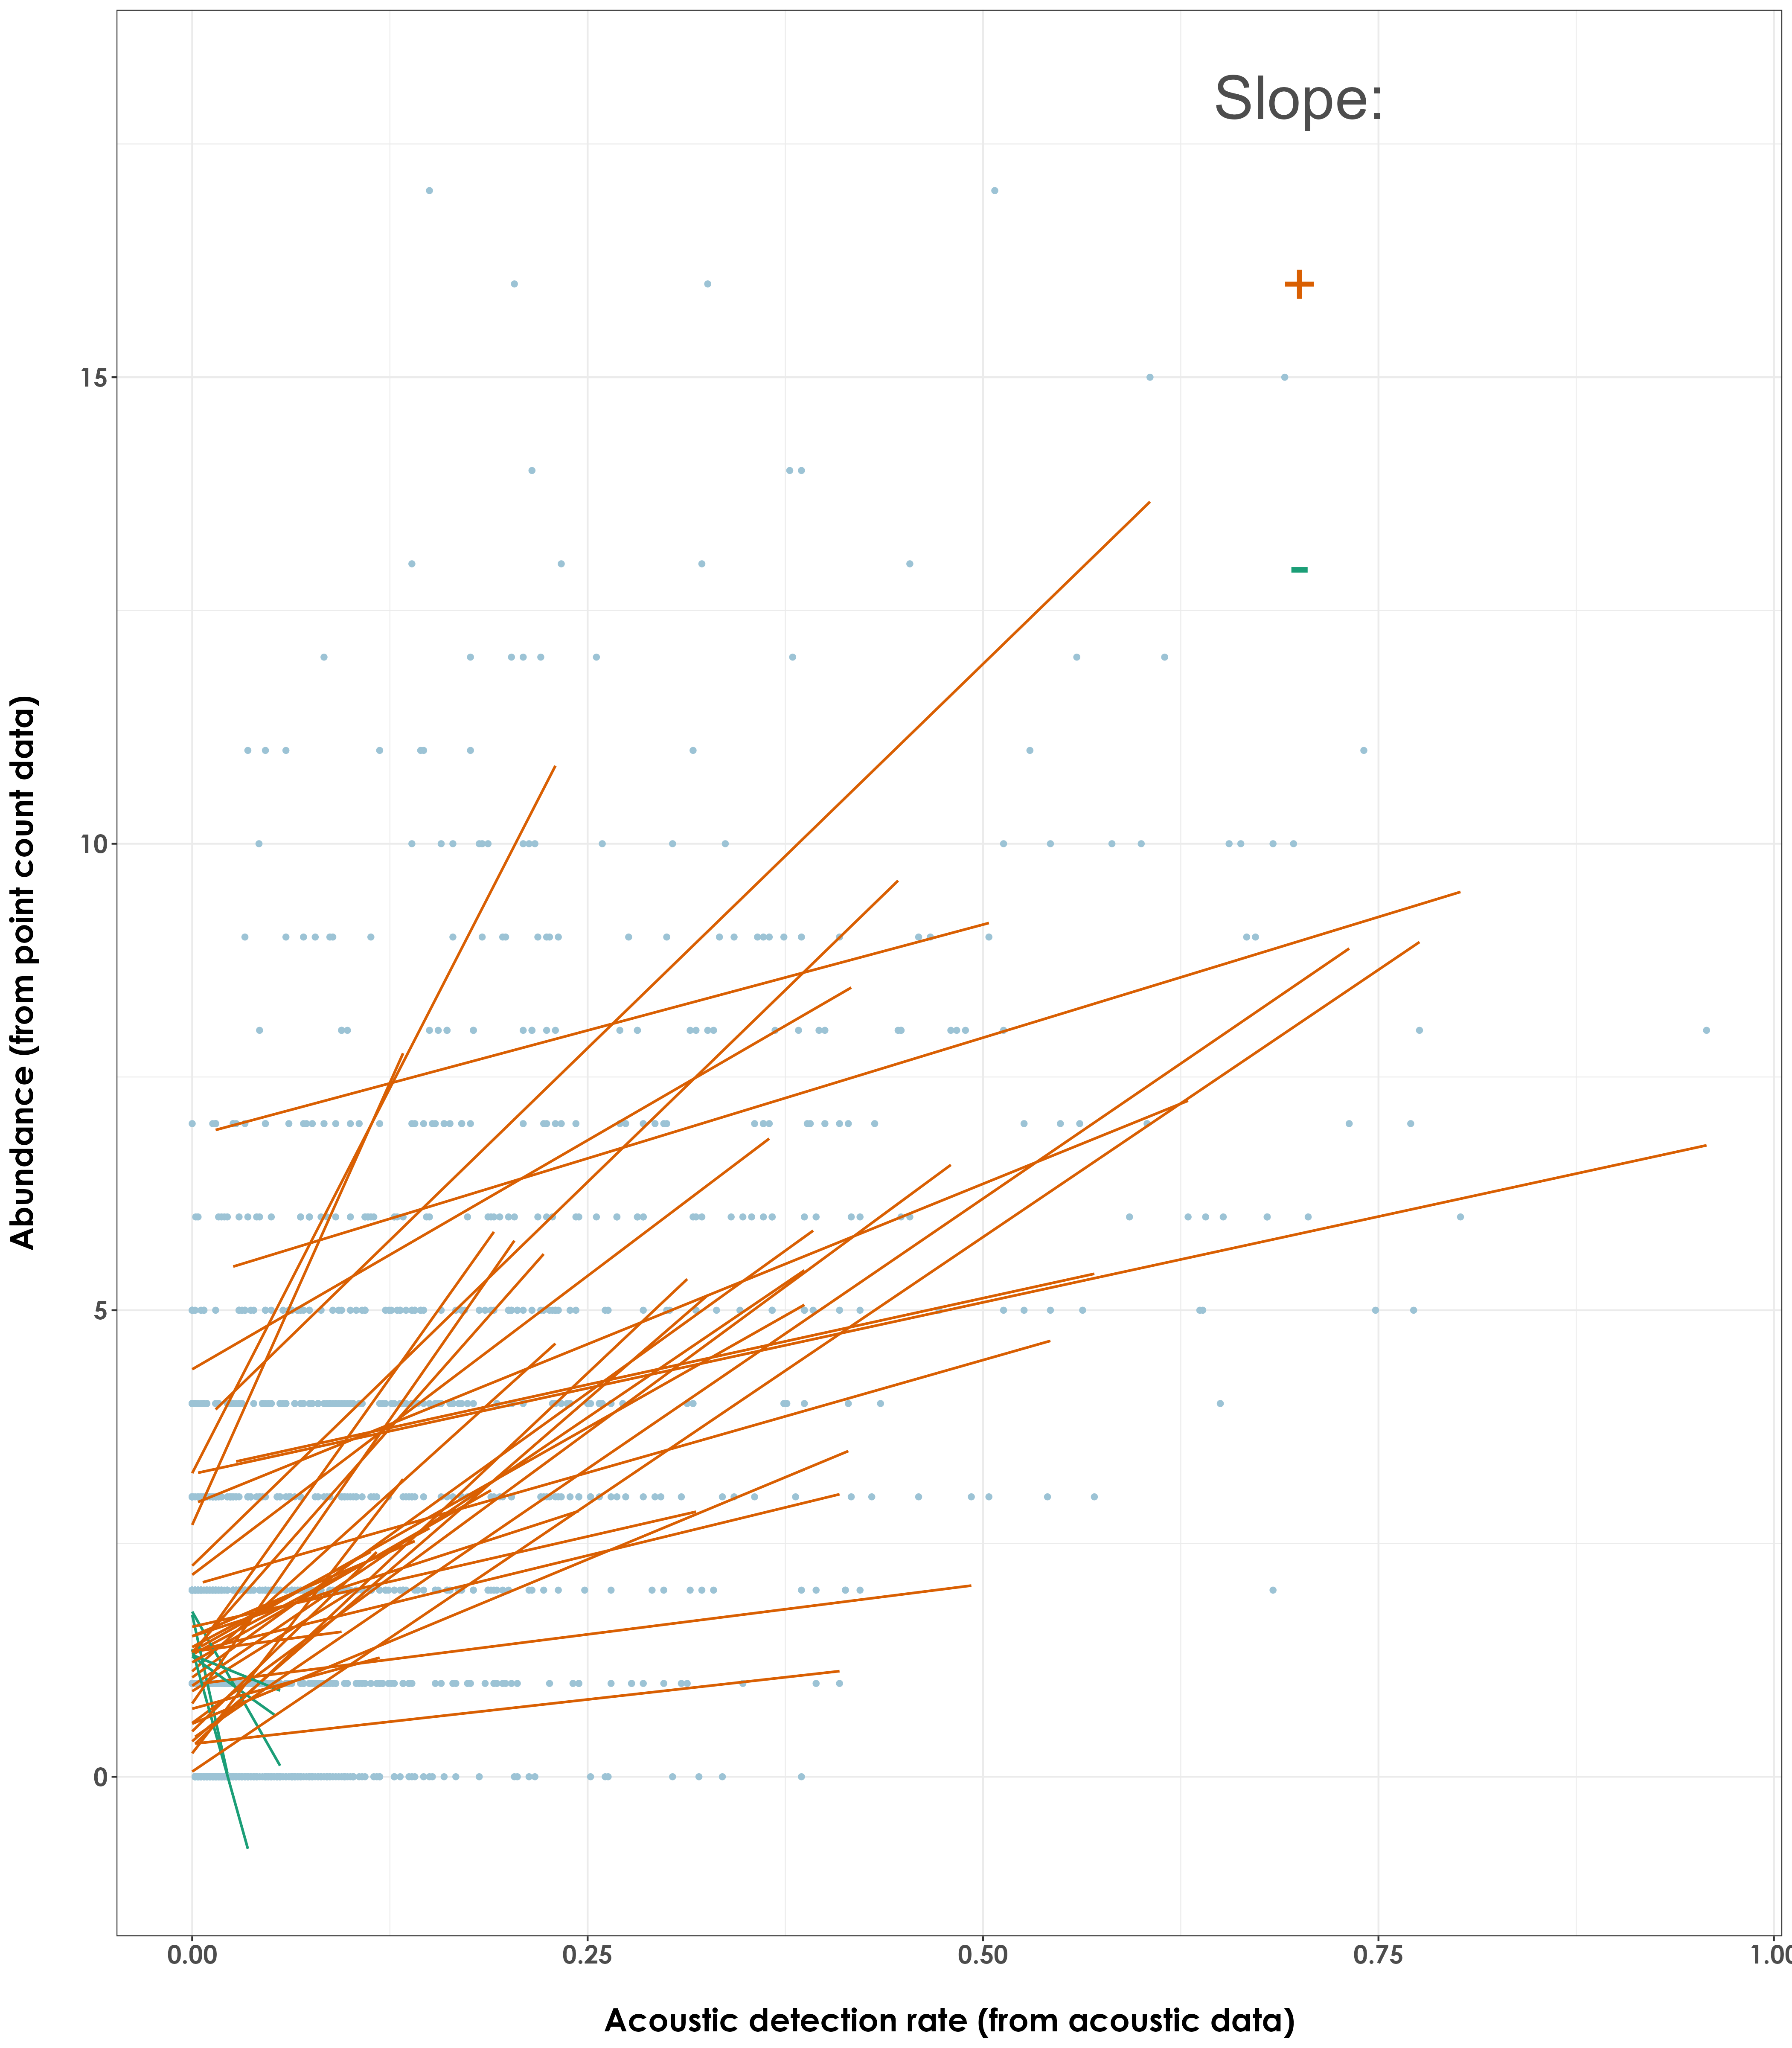 Slope:
+
-
15
10
5
0
0.00 0.25 0.50 0.75 1.00
Abundance (from point count data)
Acoustic detection rate (from acoustic data)